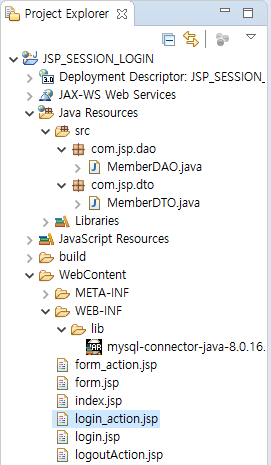 Project Explorer
JSP_SESSION_LOGIN
3.0 Deployment Descriptor: JSP_SESSION_
JAX-WS Web Services
Java Resources
src
com.jsp.dao
MemberDAO.java
com.jsp.dto
MemberDTO.java
Libraries
JavaScript Resources
build
WebContent
META-INF
WEB-INF
lib
mysql-connector-java-8.0.16.
form_action.jsp
form.jsp
index.jsp
login_action.jsp
login.jsp
logoutAction.jsp